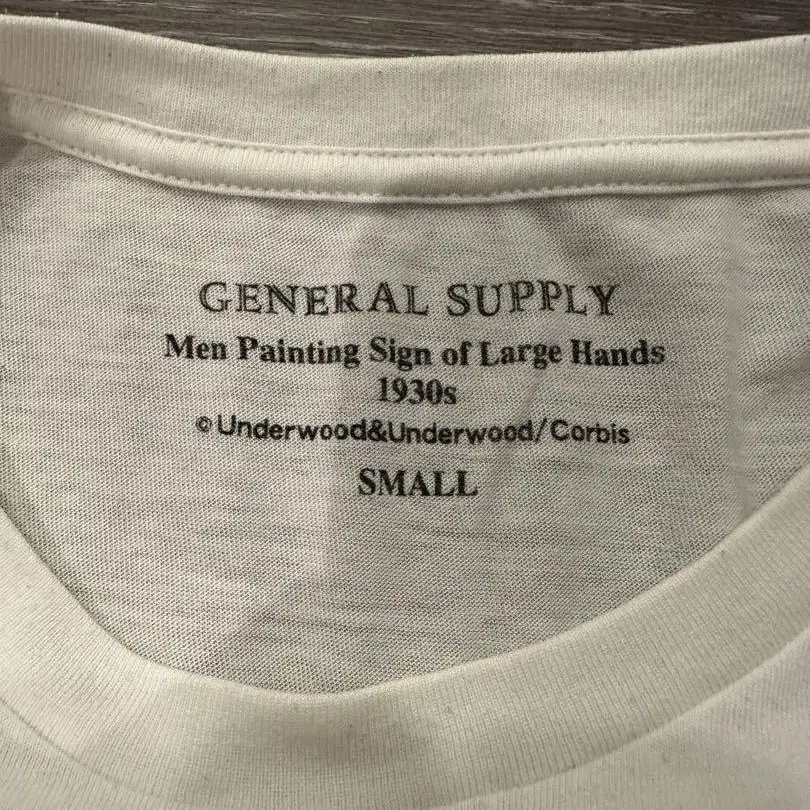 GENERAL SUPPLY
Men Painting Sign of Large Hands
1930s
©Underwood&Underwood/Corbis
SMALL